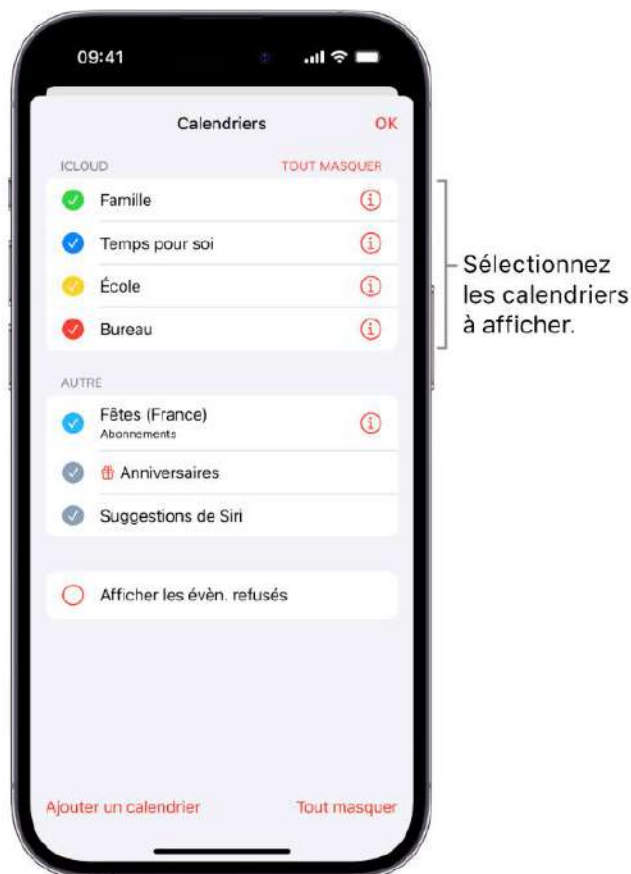 09:41
Calendriers
OK
ICLOUD
TOUT MASQUER
Famille
Temps pour soi
École
Bureau
AUTRE
Fêtes (France)
Abonnements
Anniversaires
Suggestions de Siri
Afficher les évèn. refusés
Ajouter un calendrier
Tout masquer
Sélectionnez
les calendriers
à afficher.